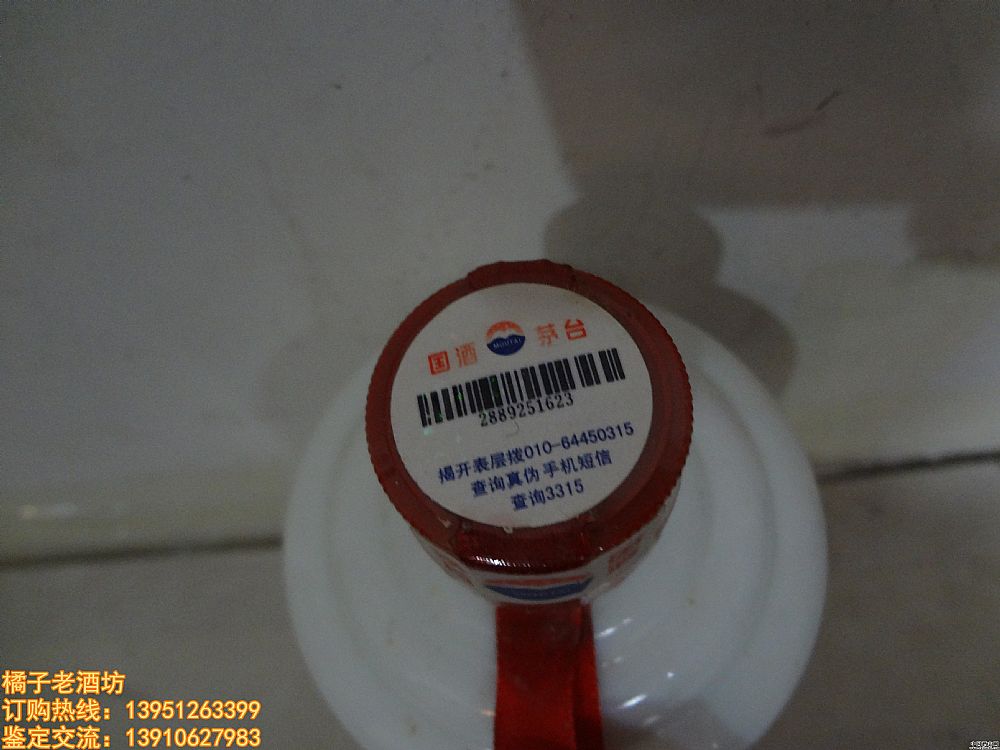 国酒 MOUTAI 茅台
2889251623
揭开表层拨010-64450315
查询真伪手机短信
查询3315
橘子老酒坊
订购热线：13951263399
鉴定交流：13910627983